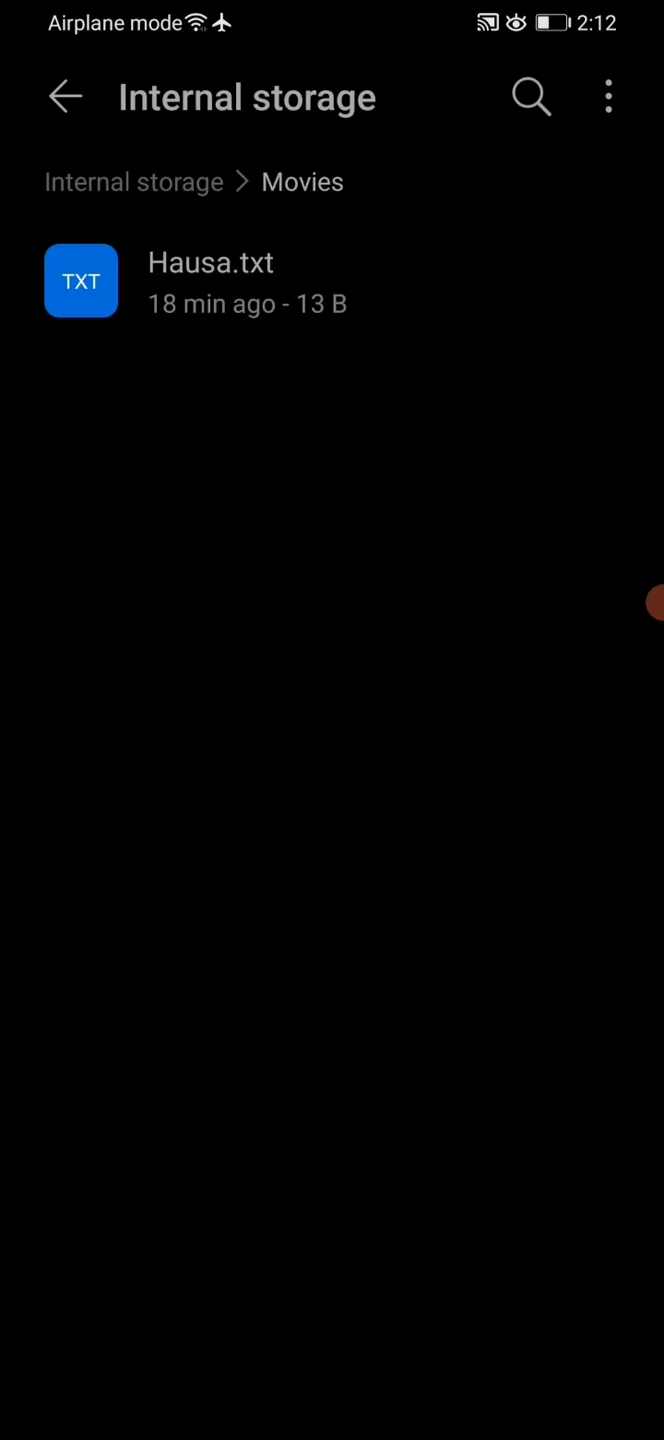 Airplane mode 2:12
Internal storage
Internal storage > Movies
TXT
Hausa.txt
18 min ago - 13 B